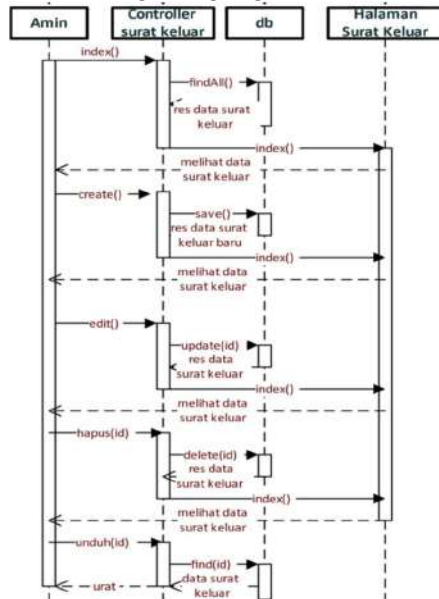 Amin
Controller
surat keluar
db
Halaman
Surat Keluar
index()
findAll()
res data surat
keluar
index()
melihat data
surat keluar
create()
save()
res data surat
keluar baru
index()
melihat data
surat keluar
edit()
update(id)
res data
surat keluar
index()
melihat data
surat keluar
hapus(id)
delete(id)
res data
surat keluar
index()
melihat data
surat keluar
unduh(id)
find(id)
data surat
keluar
urat